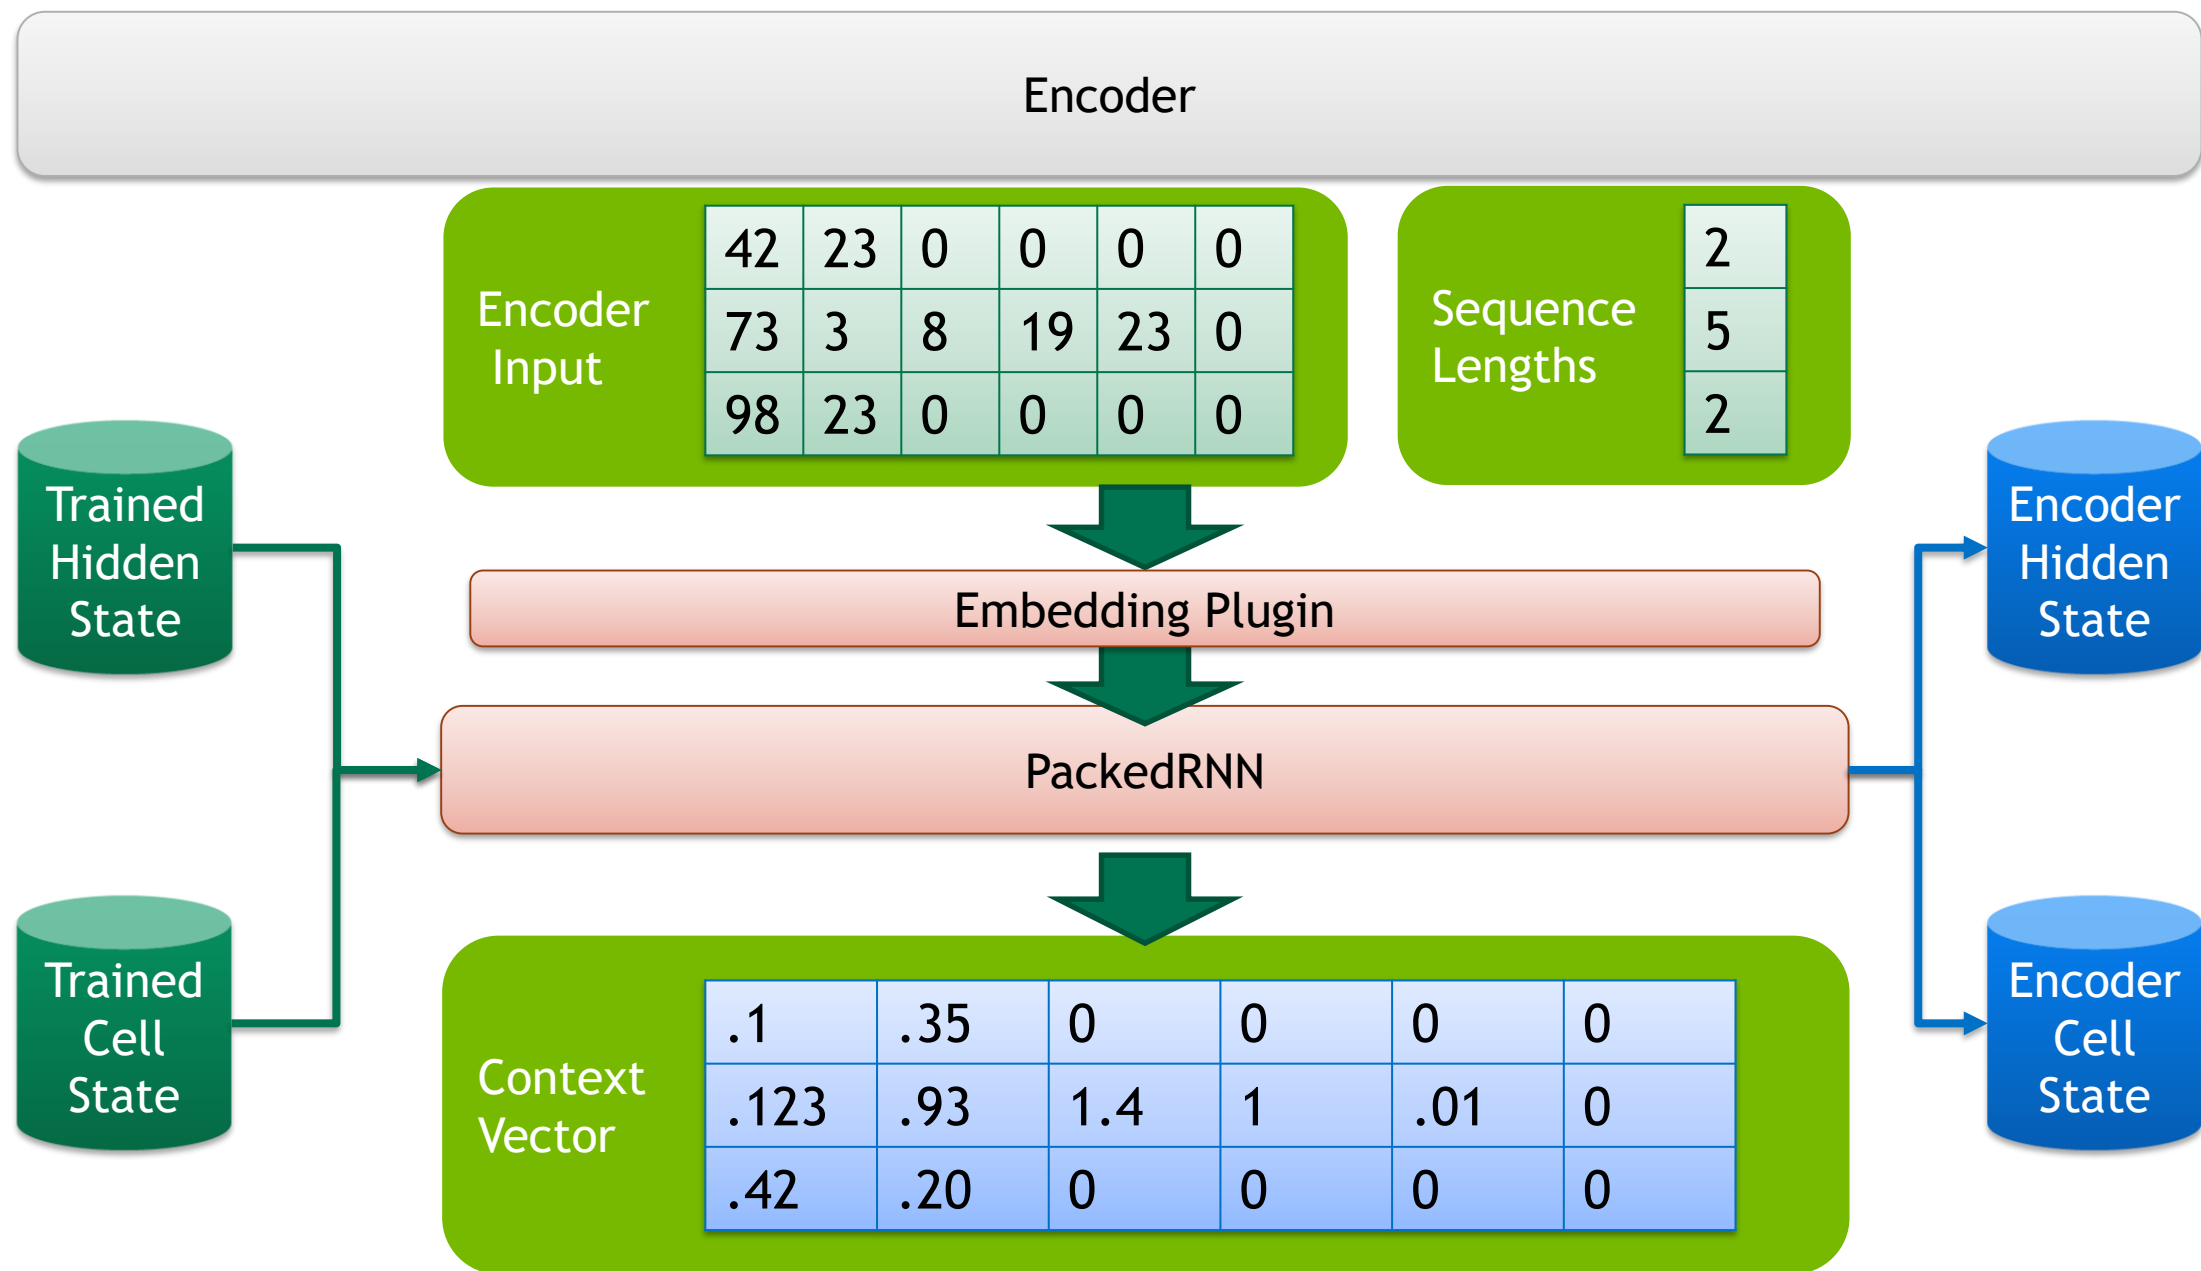 Encoder
Encoder
Input
42 23 0 0 0 0
73 3 8 19 23 0
98 23 0 0 0 0
Sequence
Lengths
2
5
2
Trained
Hidden
State
Encoder
Hidden
State
Embedding Plugin
PackedRNN
Trained
Cell
State
Context
Vector
.1 .35 0 0 0 0
.123 .93 1.4 1 .01 0
.42 .20 0 0 0 0
Encoder
Cell
State